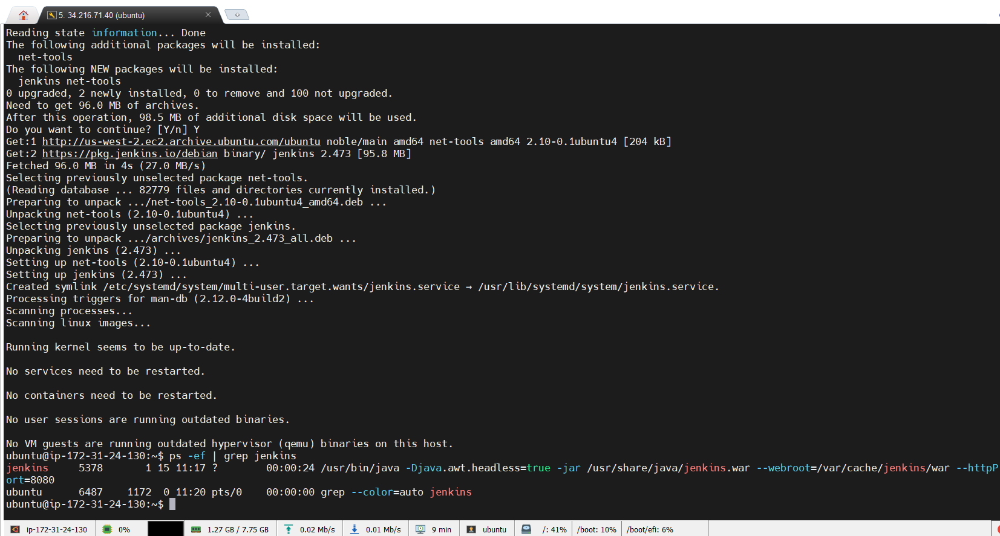 5. 34.216.71.40 (ubuntu)
Reading state information... Done
The following additional packages will be installed:
  net-tools
The following NEW packages will be installed:
  jenkins net-tools
0 upgraded, 2 newly installed, 0 to remove and 100 not upgraded.
Need to get 96.0 MB of archives.
After this operation, 98.5 MB of additional disk space will be used.
Do you want to continue? [Y/n] Y
Get:1 http://us-west-2.ec2.archive.ubuntu.com/ubuntu noble/main amd64 net-tools amd64 2.10-0.1ubuntu4 [204 kB]
Get:2 https://pkg.jenkins.io/debian binary/ jenkins 2.473 [95.8 MB]
Fetched 96.0 MB in 4s (27.0 MB/s)
Selecting previously unselected package net-tools.
(Reading database ... 82779 files and directories currently installed.)
Preparing to unpack .../net-tools_2.10-0.1ubuntu4_amd64.deb ...
Unpacking net-tools (2.10-0.1ubuntu4) ...
Selecting previously unselected package jenkins.
Preparing to unpack .../archives/jenkins_2.473_all.deb ...
Unpacking jenkins (2.473) ...
Setting up net-tools (2.10-0.1ubuntu4) ...
Setting up jenkins (2.473) ...
Created symlink /etc/systemd/system/multi-user.target.wants/jenkins.service → /usr/lib/systemd/system/jenkins.service.
Processing triggers for man-db (2.12.0-4build2) ...
Scanning processes...
Scanning linux images...
Running kernel seems to be up-to-date.
No services need to be restarted.
No containers need to be restarted.
No user sessions are running outdated binaries.
No VM guests are running outdated hypervisor (qemu) binaries on this host.
ubuntu@ip-172-31-24-130:~$ ps -ef | grep jenkins
jenkins     5378       1 15 11:17 ?        00:00:24 /usr/bin/java -Djava.awt.headless=true -jar /usr/share/java/jenkins.war --webroot=/var/cache/jenkins/war --httpP
ort=8080
ubuntu      6487    1172  0 11:20 pts/0    00:00:00 grep --color=auto jenkins
ubuntu@ip-172-31-24-130:~$
ip-172-31-24-130 0% 1.27 GB / 7.75 GB 0.02 Mb/s 0.01 Mb/s 9 min ubuntu /: 41% /boot: 10% /boot/efi: 6%